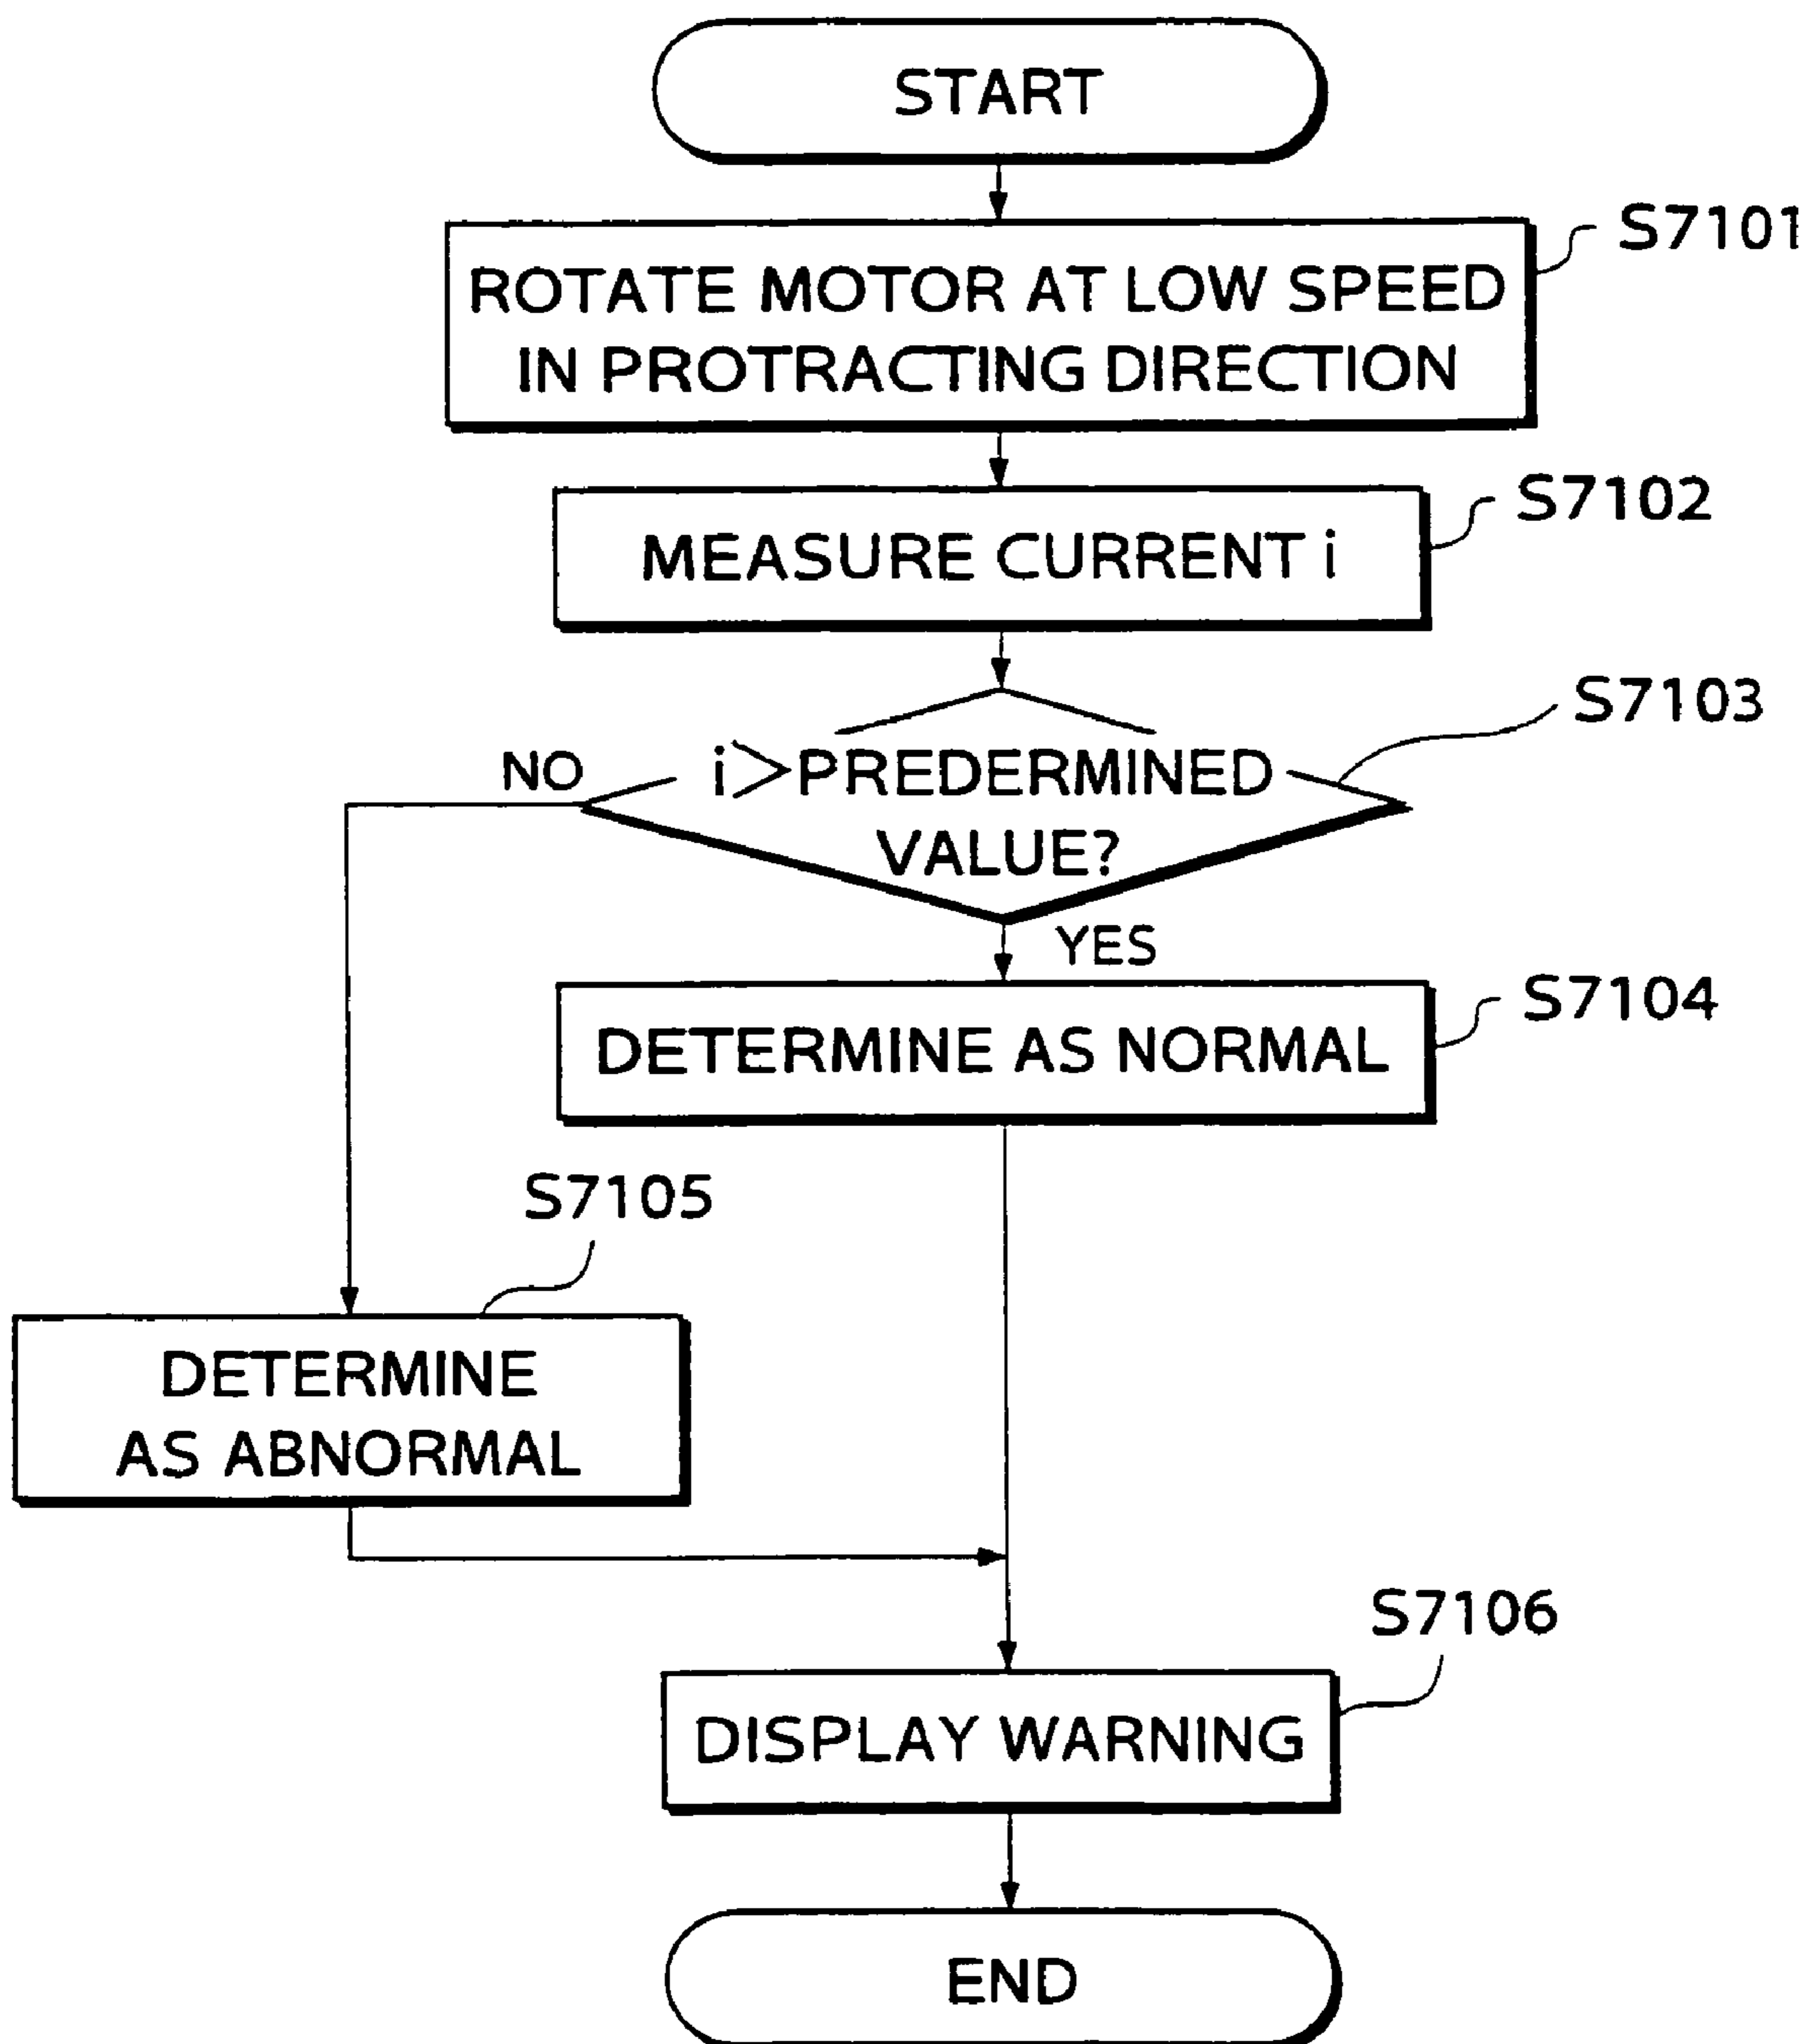 START
S7101
ROTATE MOTOR AT LOW SPEED
IN PROTRACTING DIRECTION
S7102
MEASURE CURRENT i
S7103
NO
i>PREDERMINED
VALUE?
YES
S7104
DETERMINE AS NORMAL
S7105
DETERMINE
AS ABNORMAL
S7106
DISPLAY WARNING
END